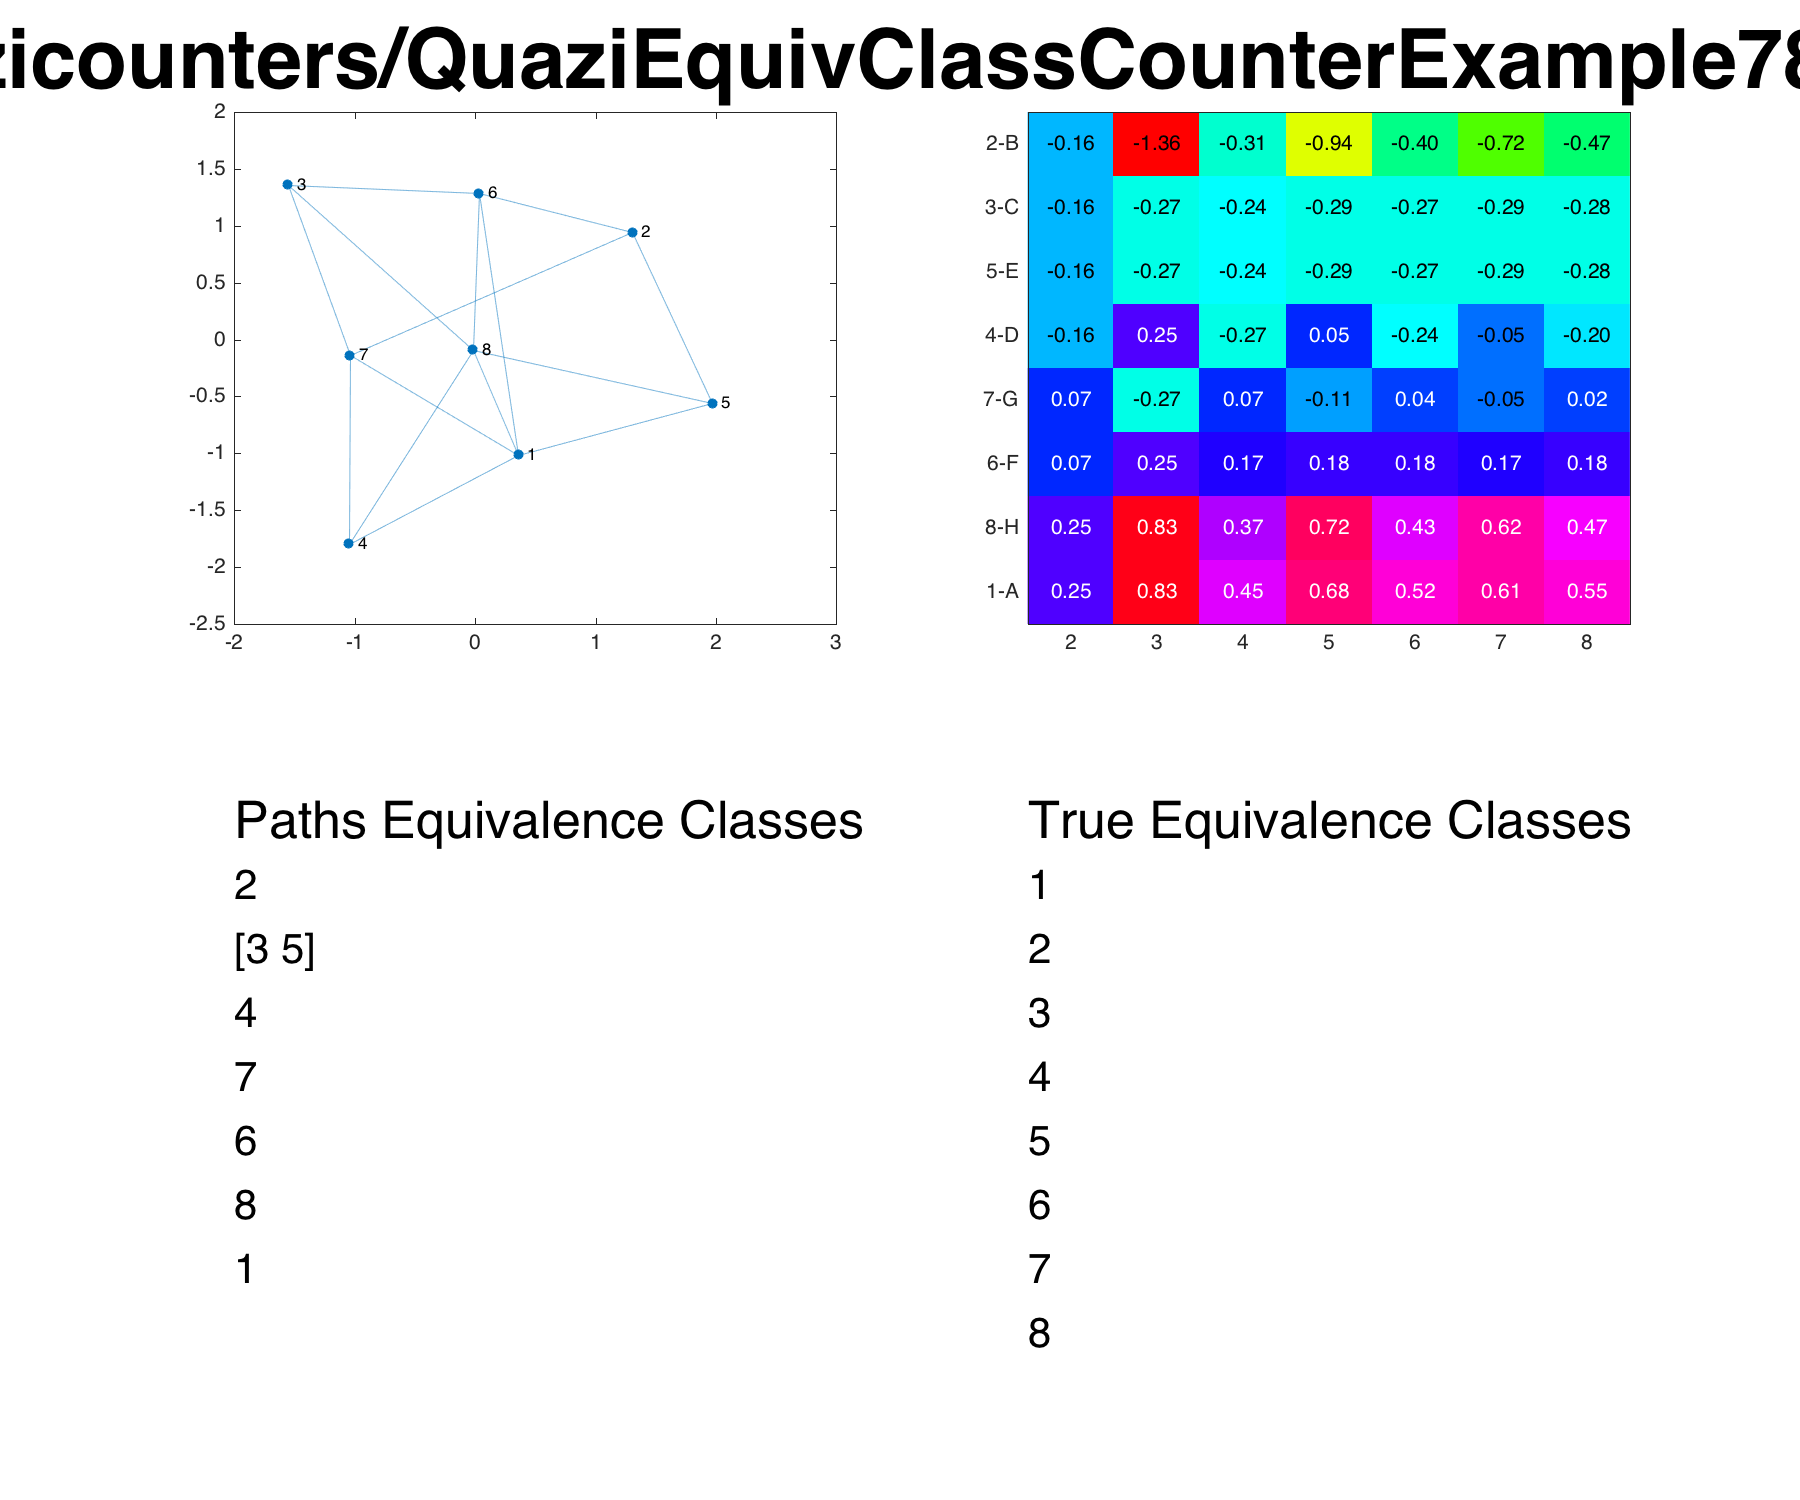 zicounters/QuaziEquivClassCounterExample78
2
1.5
1
0.5
0
-0.5
-1
-1.5
-2
-2.5
-2 -1 0 1 2 3
3
6
2
7
8
5
1
4
2-B -0.16 -1.36 -0.31 -0.94 -0.40 -0.72 -0.47
3-C -0.16 -0.27 -0.24 -0.29 -0.27 -0.29 -0.28
5-E -0.16 -0.27 -0.24 -0.29 -0.27 -0.29 -0.28
4-D -0.16 0.25 -0.27 0.05 -0.24 -0.05 -0.20
7-G 0.07 -0.27 0.07 -0.11 0.04 -0.05 0.02
6-F 0.07 0.25 0.17 0.18 0.18 0.17 0.18
8-H 0.25 0.83 0.37 0.72 0.43 0.62 0.47
1-A 0.25 0.83 0.45 0.68 0.52 0.61 0.55
2 3 4 5 6 7 8
Paths Equivalence Classes
2
[3 5]
4
7
6
8
1
True Equivalence Classes
1
2
3
4
5
6
7
8